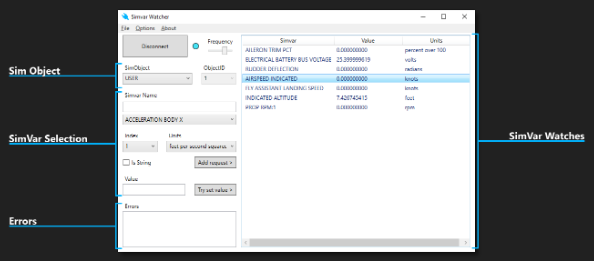 Simvar Watcher
File Options About
Disconnect
Frequency
Sim Object
SimObject ObjectID
USER 1
SimVar Selection
Simvar Name
ACCELERATION BODY X
Index Units
1 feet per second squared
Is String Add request >
Value
Try set value >
Errors
Errors
Simvar Value Units
AILERON TRIM PCT 0.000000000 percent over 100
ELECTRICAL BATTERY BUS VOLTAGE 25.399999619 volts
RUDDER DEFLECTION 0.000000000 radians
AIRSPEED INDICATED 0.000000000 knots
FLY ASSISTANT LANDING SPEED 0.000000000 knots
INDICATED ALTITUDE 7.426743415 feet
PROP RPM:1 0.000000000 rpm
SimVar Watches